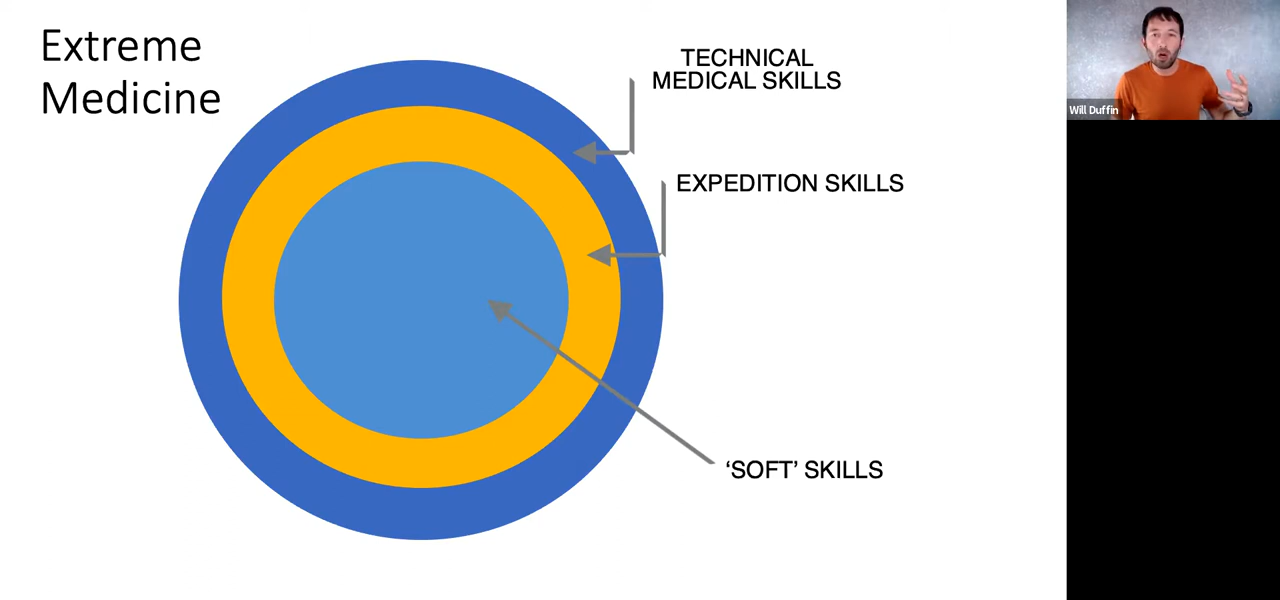 Extreme
Medicine
TECHNICAL
MEDICAL SKILLS
Will Duffin
EXPEDITION SKILLS
‘SOFT’ SKILLS